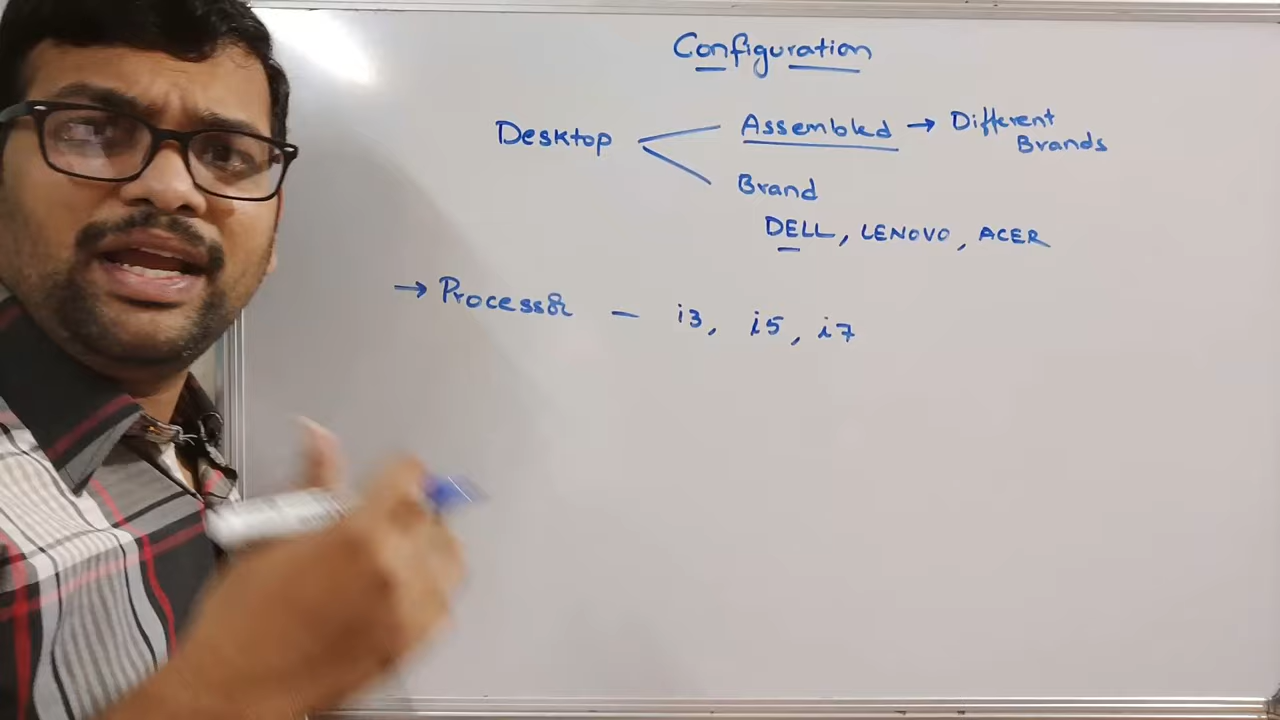 Configuration
Desktop
Assembled → Different
Brands
Brand
DELL, LENOVO, ACER
→ Processor - i3, i5, i7